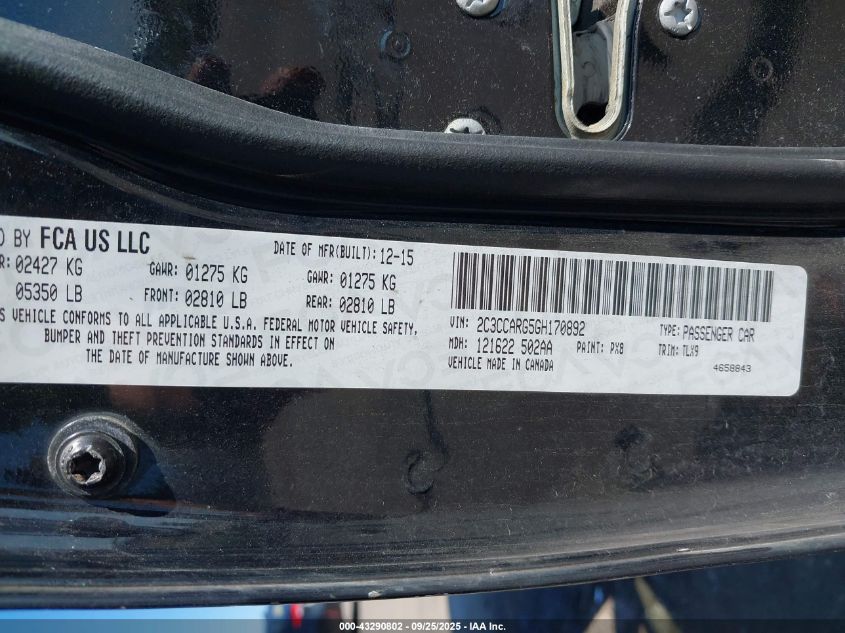 D BY FCA US LLC
DATE OF MFR(BUILT): 12-15
R: 02427 KG GAWR: 01275 KG GAWR: 01275 KG
05350 LB FRONT: 02810 LB REAR: 02810 LB
S VEHICLE CONFORMS TO ALL APPLICABLE U.S.A. FEDERAL MOTOR VEHICLE SAFETY,
BUMPER AND THEFT PREVENTION STANDARDS IN EFFECT ON
THE DATE OF MANUFACTURE SHOWN ABOVE.
VIN: 2C3CCARG5GH170892 TYPE: PASSENGER CAR
MDH: 121622 502AA PAINT: PX8 TRIM: TLX9
VEHICLE MADE IN CANADA 4658843
000-43290802 - 09/25/2025 - IAA Inc.